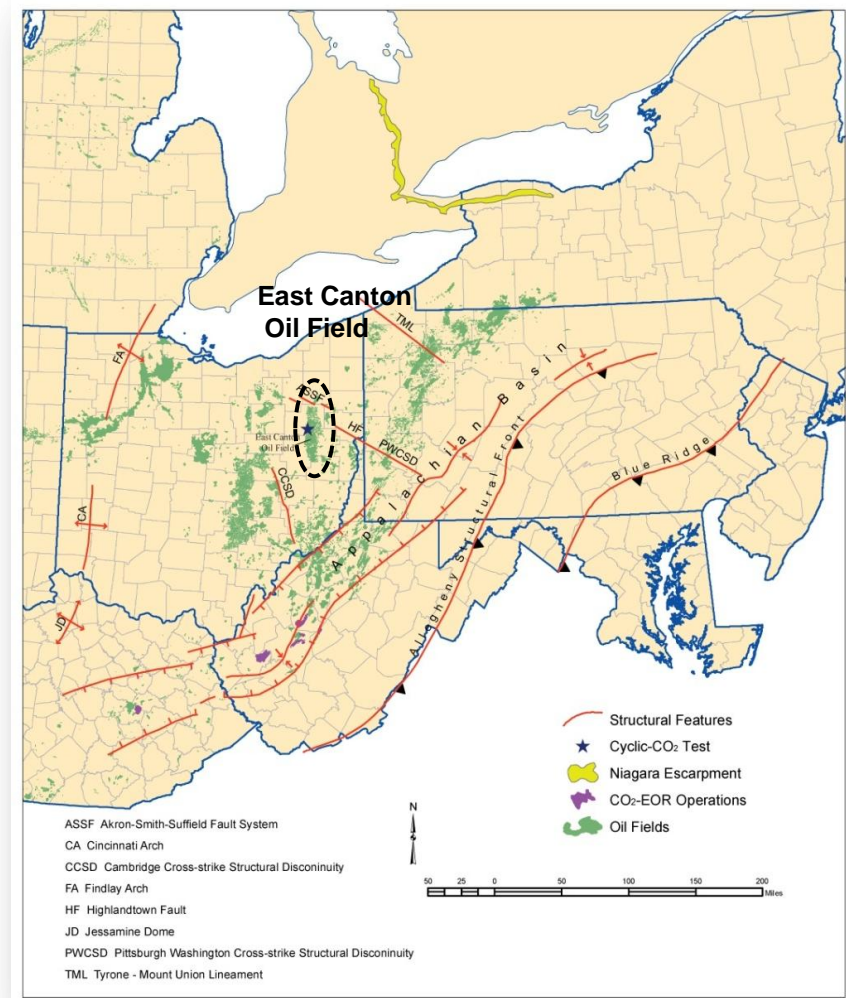 East Canton
Oil Field
TML
FA
ASSF
East Canton
Oil Field
HF
PWCSD
CCSD
Appalachian Basin
Allegheny Structural Front
Blue Ridge
CA
JD
Structural Features
Cyclic-CO₂ Test
Niagara Escarpment
CO₂-EOR Operations
Oil Fields
ASSF Akron-Smith-Suffield Fault System
CA Cincinnati Arch
CCSD Cambridge Cross-strike Structural Disconinuity
FA Findlay Arch
HF Highlandtown Fault
JD Jessamine Dome
PWCSD Pittsburgh Washington Cross-strike Structural Disconinuity
TML Tyrone - Mount Union Lineament
N
50 25 0 50 100 150 200
Miles